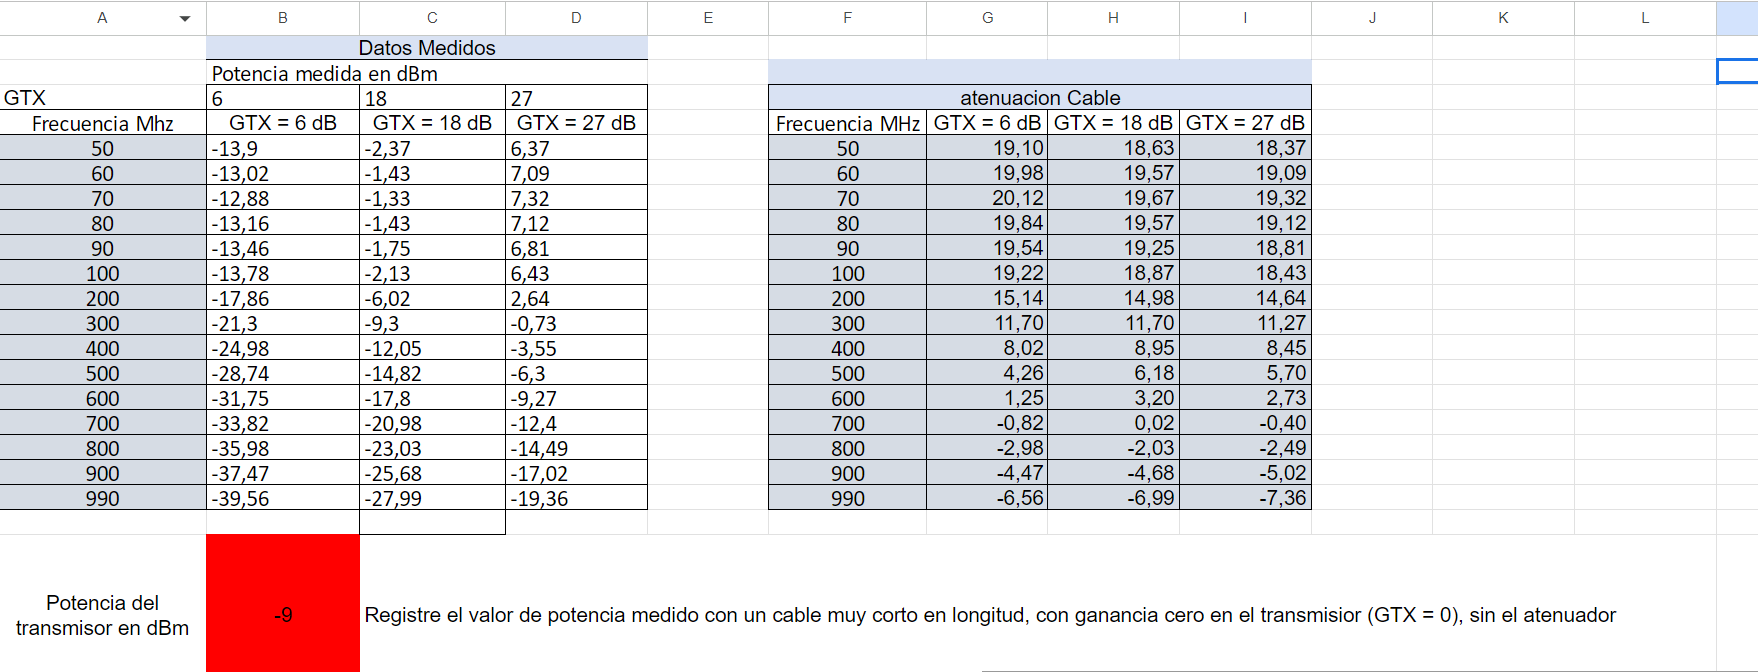 A B C D E F G H I J K L
Datos Medidos
Potencia medida en dBm
GTX 6 18 27 atenuacion Cable
Frecuencia Mhz GTX = 6 dB GTX = 18 dB GTX = 27 dB Frecuencia MHz GTX = 6 dB GTX = 18 dB GTX = 27 dB
50 -13,9 -2,37 6,37 50 19,10 18,63 18,37
60 -13,02 -1,43 7,09 60 19,98 19,57 19,09
70 -12,88 -1,33 7,32 70 20,12 19,67 19,32
80 -13,16 -1,43 7,12 80 19,84 19,57 19,12
90 -13,46 -1,75 6,81 90 19,54 19,25 18,81
100 -13,78 -2,13 6,43 100 19,22 18,87 18,43
200 -17,86 -6,02 2,64 200 15,14 14,98 14,64
300 -21,3 -9,3 -0,73 300 11,70 11,70 11,27
400 -24,98 -12,05 -3,55 400 8,02 8,95 8,45
500 -28,74 -14,82 -6,3 500 4,26 6,18 5,70
600 -31,75 -17,8 -9,27 600 1,25 3,20 2,73
700 -33,82 -20,98 -12,4 700 -0,82 0,02 -0,40
800 -35,98 -23,03 -14,49 800 -2,98 -2,03 -2,49
900 -37,47 -25,68 -17,02 900 -4,47 -4,68 -5,02
990 -39,56 -27,99 -19,36 990 -6,56 -6,99 -7,36
Potencia del
transmisor en dBm
-9
Registre el valor de potencia medido con un cable muy corto en longitud, con ganancia cero en el transmisior (GTX = 0), sin el atenuador